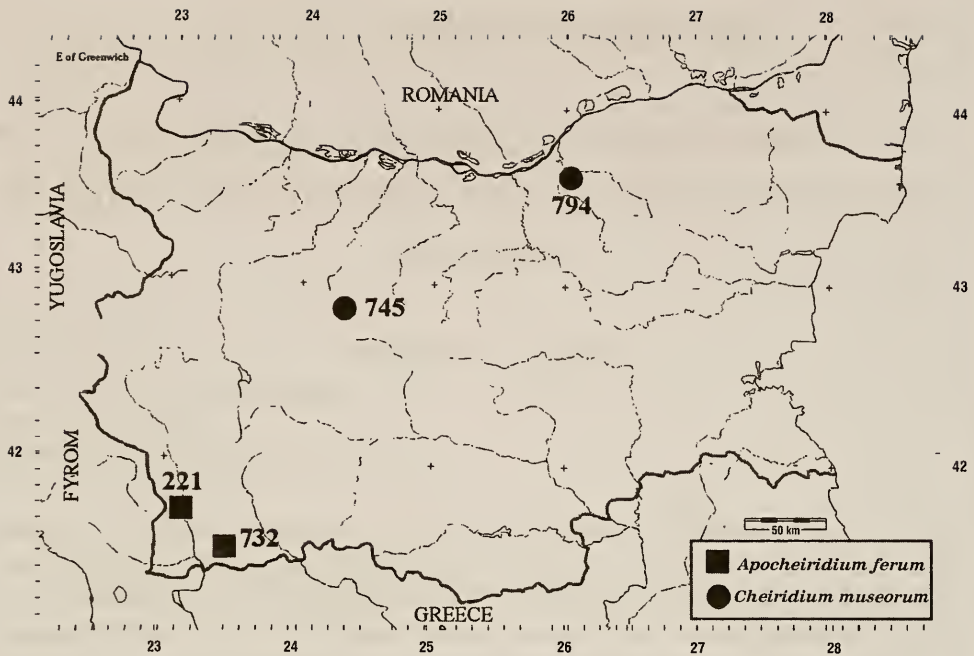 23 24 25 26 27 28
E of Greenwich
ROMANIA
44 44
794
YUGOSLAVIA
43 43
745
42 42
FYROM
221
732
50 km
Apocheiridium ferum
Cheiridium museorum
GREECE
23 24 25 26 27 28